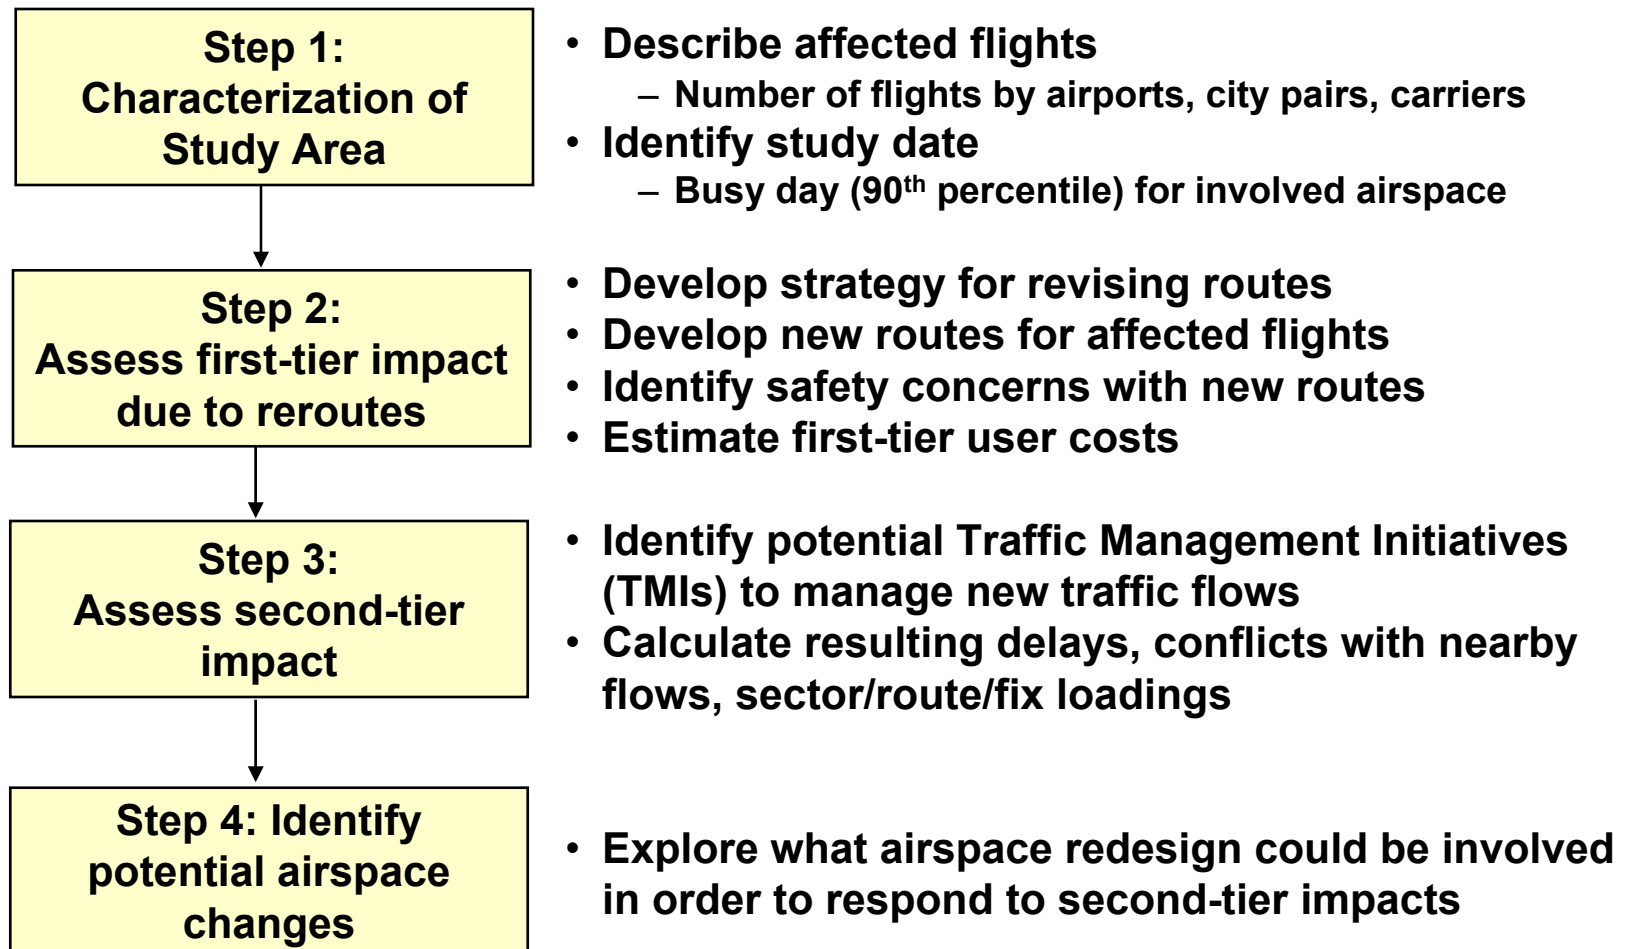 Step 1:
Characterization of
Study Area
• Describe affected flights
– Number of flights by airports, city pairs, carriers
• Identify study date
– Busy day (90th percentile) for involved airspace
Step 2:
Assess first-tier impact
due to reroutes
• Develop strategy for revising routes
• Develop new routes for affected flights
• Identify safety concerns with new routes
• Estimate first-tier user costs
Step 3:
Assess second-tier
impact
• Identify potential Traffic Management Initiatives
(TMIs) to manage new traffic flows
• Calculate resulting delays, conflicts with nearby
flows, sector/route/fix loadings
Step 4: Identify
potential airspace
changes
• Explore what airspace redesign could be involved
in order to respond to second-tier impacts